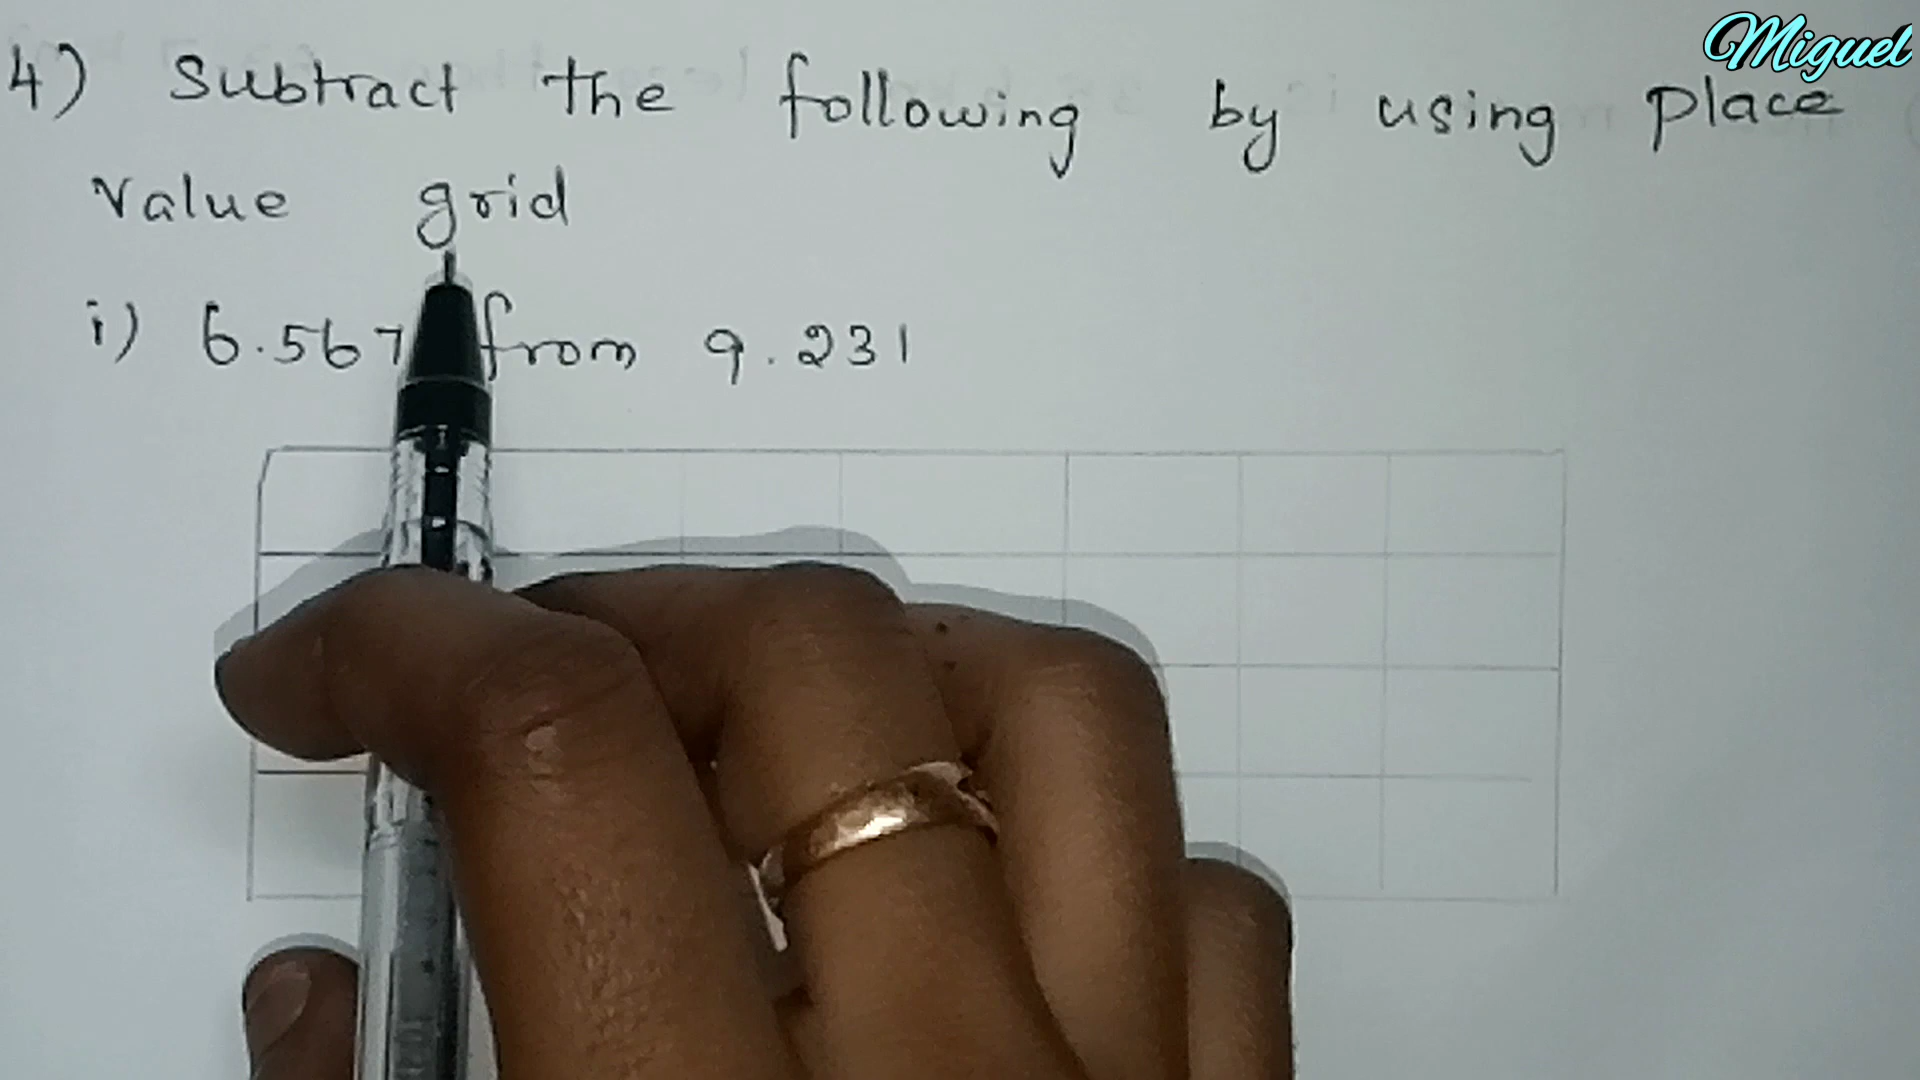 Miguel
4) Subtract the following by using place
value grid
i) 6.567 from 9.231